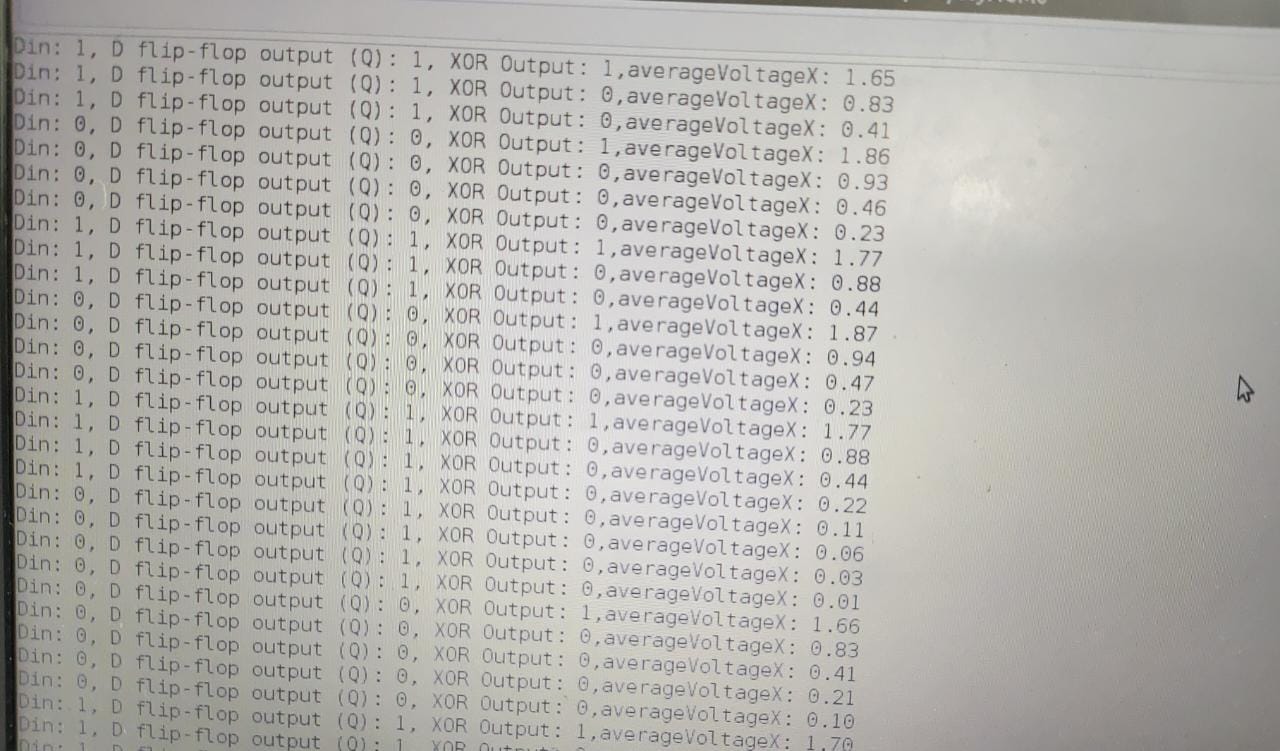 Din: 1, D flip-flop output (Q): 1, XOR Output: 1,averageVoltageX: 1.65
Din: 1, D flip-flop output (Q): 1, XOR Output: 0,averageVoltageX: 0.83
Din: 1, D flip-flop output (Q): 1, XOR Output: 0,averageVoltageX: 0.41
Din: 0, D flip-flop output (Q): 0, XOR Output: 1,averageVoltageX: 1.86
Din: 0, D flip-flop output (Q): 0, XOR Output: 0,averageVoltageX: 0.93
Din: 0, D flip-flop output (Q): 0, XOR Output: 0,averageVoltageX: 0.46
Din: 0, D flip-flop output (Q): 0, XOR Output: 0,averageVoltageX: 0.23
Din: 1, D flip-flop output (Q): 1, XOR Output: 1,averageVoltageX: 1.77
Din: 1, D flip-flop output (Q): 1, XOR Output: 0,averageVoltageX: 0.88
Din: 1, D flip-flop output (Q): 1, XOR Output: 0,averageVoltageX: 0.44
Din: 0, D flip-flop output (Q): 0, XOR Output: 1,averageVoltageX: 1.87
Din: 0, D flip-flop output (Q): 0, XOR Output: 0,averageVoltageX: 0.94
Din: 0, D flip-flop output (Q): 0, XOR Output: 0,averageVoltageX: 0.47
Din: 0, D flip-flop output (Q): 0, XOR Output: 0,averageVoltageX: 0.23
Din: 1, D flip-flop output (Q): 1, XOR Output: 1,averageVoltageX: 1.77
Din: 1, D flip-flop output (Q): 1, XOR Output: 0,averageVoltageX: 0.88
Din: 1, D flip-flop output (Q): 1, XOR Output: 0,averageVoltageX: 0.44
Din: 1, D flip-flop output (Q): 1, XOR Output: 0,averageVoltageX: 0.22
Din: 0, D flip-flop output (Q): 1, XOR Output: 0,averageVoltageX: 0.11
Din: 0, D flip-flop output (Q): 1, XOR Output: 0,averageVoltageX: 0.06
Din: 0, D flip-flop output (Q): 1, XOR Output: 0,averageVoltageX: 0.03
Din: 0, D flip-flop output (Q): 1, XOR Output: 0,averageVoltageX: 0.01
Din: 0, D flip-flop output (Q): 0, XOR Output: 1,averageVoltageX: 1.66
Din: 0, D flip-flop output (Q): 0, XOR Output: 0,averageVoltageX: 0.83
Din: 0, D flip-flop output (Q): 0, XOR Output: 0,averageVoltageX: 0.41
Din: 0, D flip-flop output (Q): 0, XOR Output: 0,averageVoltageX: 0.21
Din: 0, D flip-flop output (Q): 0, XOR Output: 0,averageVoltageX: 0.10
Din: 1, D flip-flop output (Q): 1, XOR Output: 1,averageVoltageX: 1.70
Din: 1, D flip-flop output (Q): 1, XOR Output: